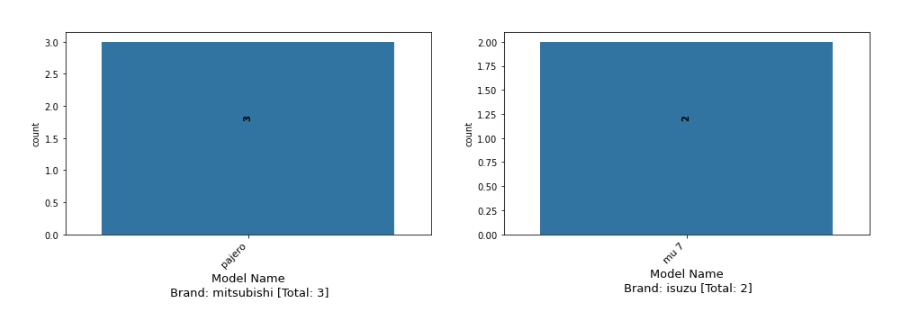 3.0
2.5
2.0
1.5
1.0
0.5
0.0
count
3
pajero
Model Name
Brand: mitsubishi [Total: 3]
2.00
1.75
1.50
1.25
1.00
0.75
0.50
0.25
0.00
count
2
mu 7
Model Name
Brand: isuzu [Total: 2]